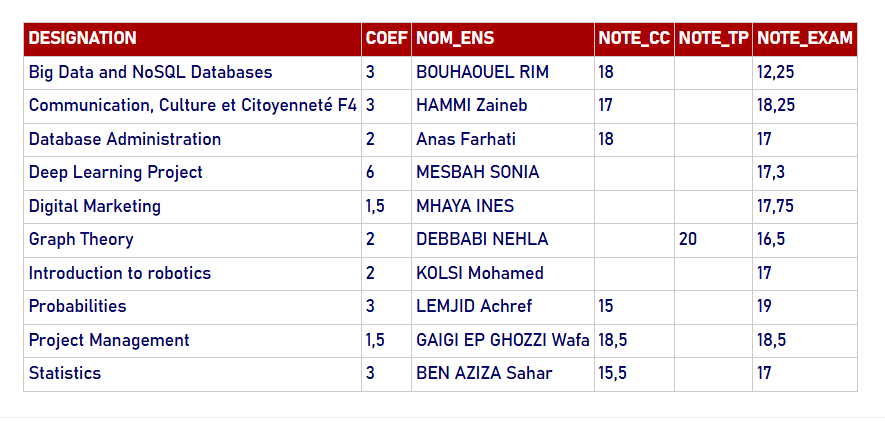 DESIGNATION COEF NOM_ENS NOTE_CC NOTE_TP NOTE_EXAM
Big Data and NoSQL Databases 3 BOUHAOUEL RIM 18 12,25
Communication, Culture et Citoyenneté F4 3 HAMMI Zaineb 17 18,25
Database Administration 2 Anas Farhati 18 17
Deep Learning Project 6 MESBAH SONIA 17,3
Digital Marketing 1,5 MHAYA INES 17,75
Graph Theory 2 DEBBABI NEHLA 20 16,5
Introduction to robotics 2 KOLSI Mohamed 17
Probabilities 3 LEMJID Achref 15 19
Project Management 1,5 GAIGI EP GHOZZI Wafa 18,5 18,5
Statistics 3 BEN AZIZA Sahar 15,5 17